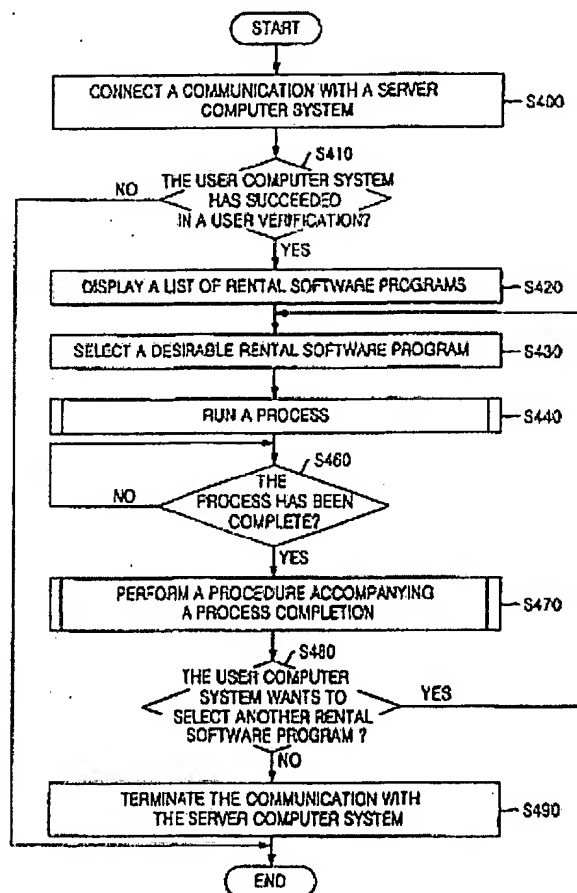 START
CONNECT A COMMUNICATION WITH A SERVER
COMPUTER SYSTEM
S400
S410
NO
THE USER COMPUTER SYSTEM
HAS SUCCEEDED
IN A USER VERIFICATION?
YES
DISPLAY A LIST OF RENTAL SOFTWARE PROGRAMS
S420
SELECT A DESIRABLE RENTAL SOFTWARE PROGRAM
S430
RUN A PROCESS
S440
S460
NO
THE
PROCESS HAS BEEN
COMPLETE?
YES
PERFORM A PROCEDURE ACCOMPANYING
A PROCESS COMPLETION
S470
S480
THE USER COMPUTER
SYSTEM WANTS TO
SELECT ANOTHER RENTAL
SOFTWARE PROGRAM ?
YES
NO
TERMINATE THE COMMUNICATION WITH
THE SERVER COMPUTER SYSTEM
S490
END